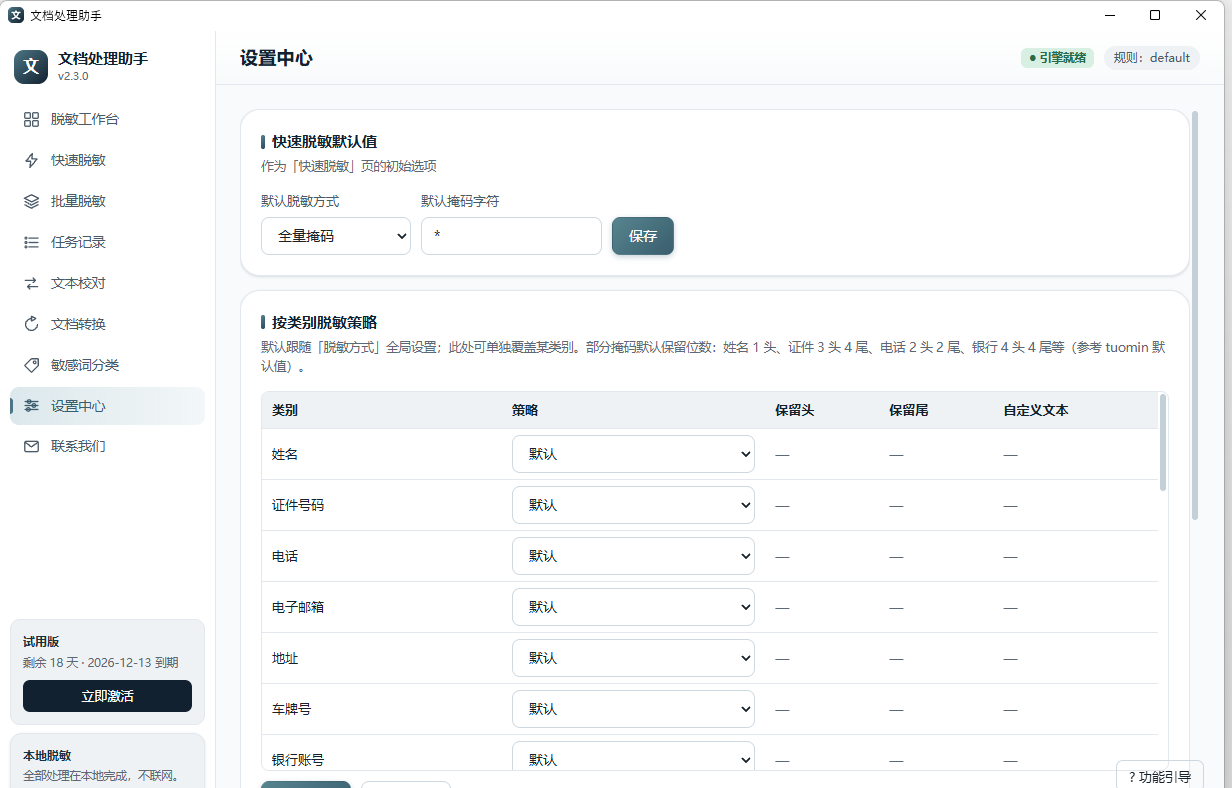 文 文档处理助手
文 文档处理助手
v2.3.0
脱敏工作台
快速脱敏
批量脱敏
任务记录
文本校对
文档转换
敏感词分类
设置中心
联系我们
试用版
剩余 18 天 · 2026-12-13 到期
立即激活
本地脱敏
全部处理在本地完成，不联网。
设置中心
● 引擎就绪 规则：default
快速脱敏默认值
作为「快速脱敏」页的初始选项
默认脱敏方式 默认掩码字符
全量掩码 * 保存
按类别脱敏策略
默认跟随「脱敏方式」全局设置；此处可单独覆盖某类别。部分掩码默认保留位数：姓名 1 头、证件 3 头 4 尾、电话 2 头 2 尾、银行 4 头 4 尾等（参考 tuomin 默
认值）。
类别 策略 保留头 保留尾 自定义文本
姓名 默认 — — —
证件号码 默认 — — —
电话 默认 — — —
电子邮箱 默认 — — —
地址 默认 — — —
车牌号 默认 — — —
银行账号 默认 — — —
? 功能引导